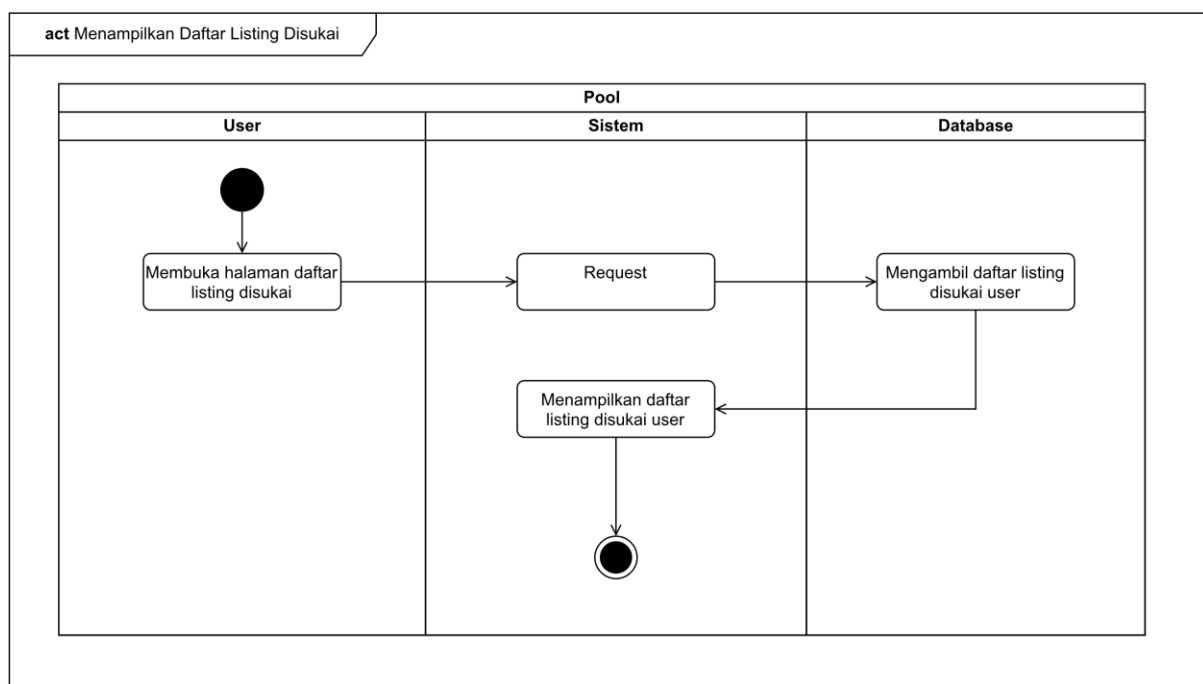 act Menampilkan Daftar Listing Disukai
Pool
User
Sistem
Database
Membuka halaman daftar
listing disukai
Request
Mengambil daftar listing
disukai user
Menampilkan daftar
listing disukai user